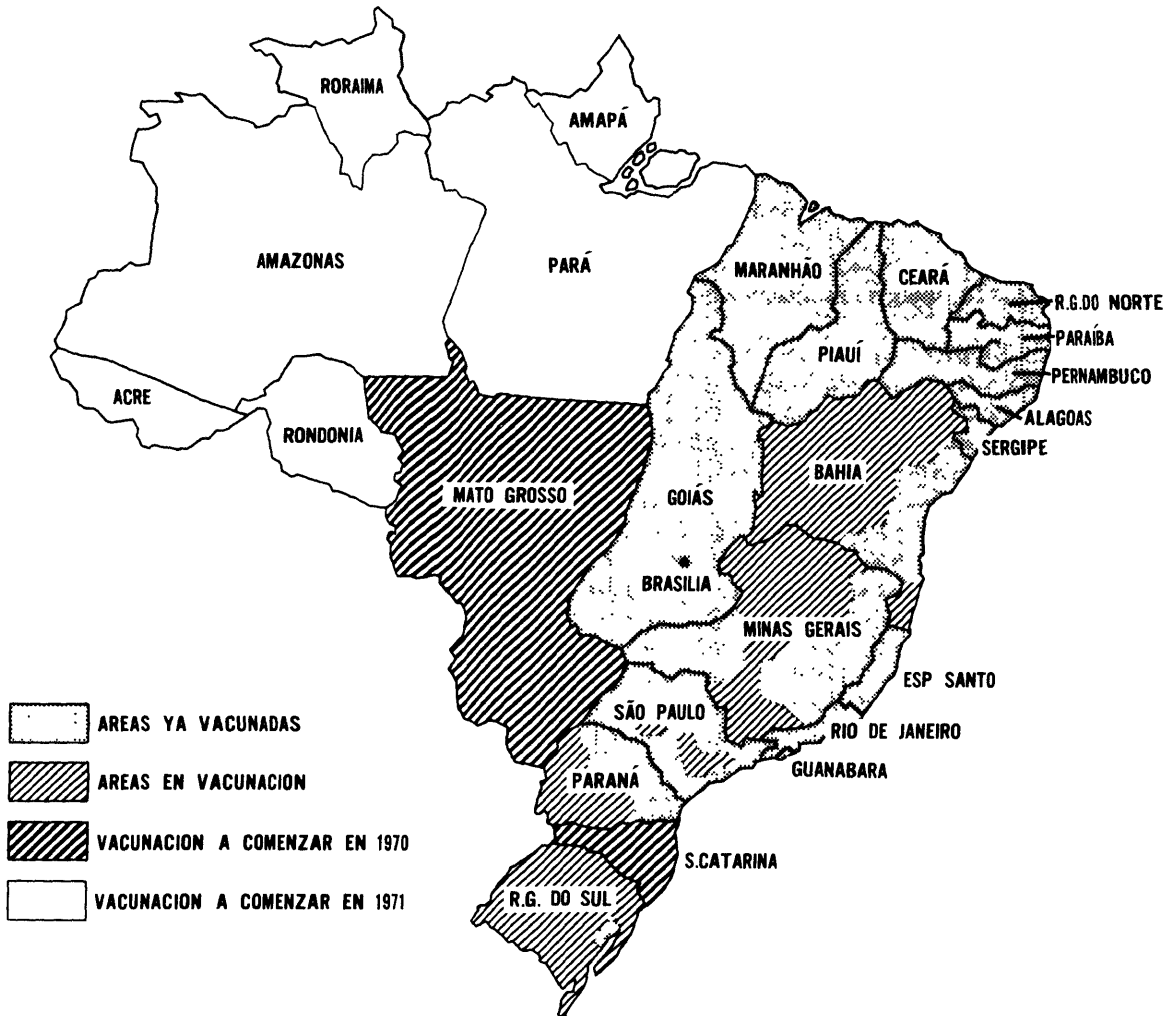 RORAIMA
AMAPÁ
AMAZONAS
PARÁ
MARANHÃO
CEARÁ
R.G.DO NORTE
PARAÍBA
PIAUÍ
PERNAMBUCO
ACRE
ALAGOAS
RONDONIA
SERGIPE
BAHIA
MATO GROSSO
GOIÁS
BRASILIA
MINAS GERAIS
ESP SANTO
SÃO PAULO
RIO DE JANEIRO
GUANABARA
PARANÁ
S.CATARINA
R.G. DO SUL
AREAS YA VACUNADAS
AREAS EN VACUNACION
VACUNACION A COMENZAR EN 1970
VACUNACION A COMENZAR EN 1971